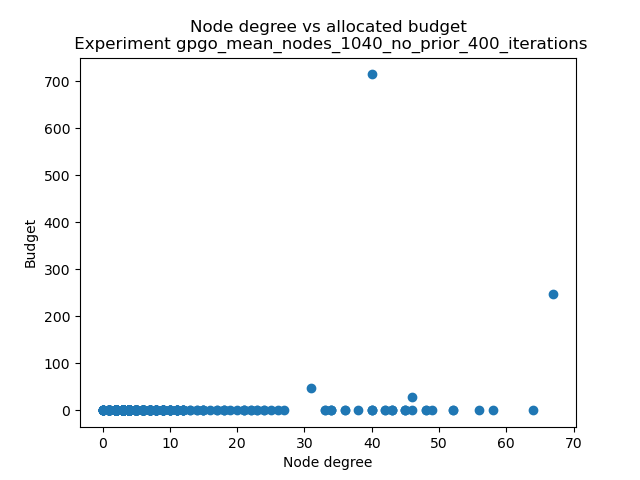 Node degree vs allocated budget
Experiment gpgo_mean_nodes_1040_no_prior_400_iterations
700
600
500
400
300
200
100
0
Budget
0 10 20 30 40 50 60 70
Node degree